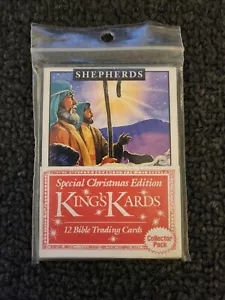 SHEPHERDS
Special Christmas Edition
KING'S KARDS
12 Bible Trading Cards
Collector
Pack